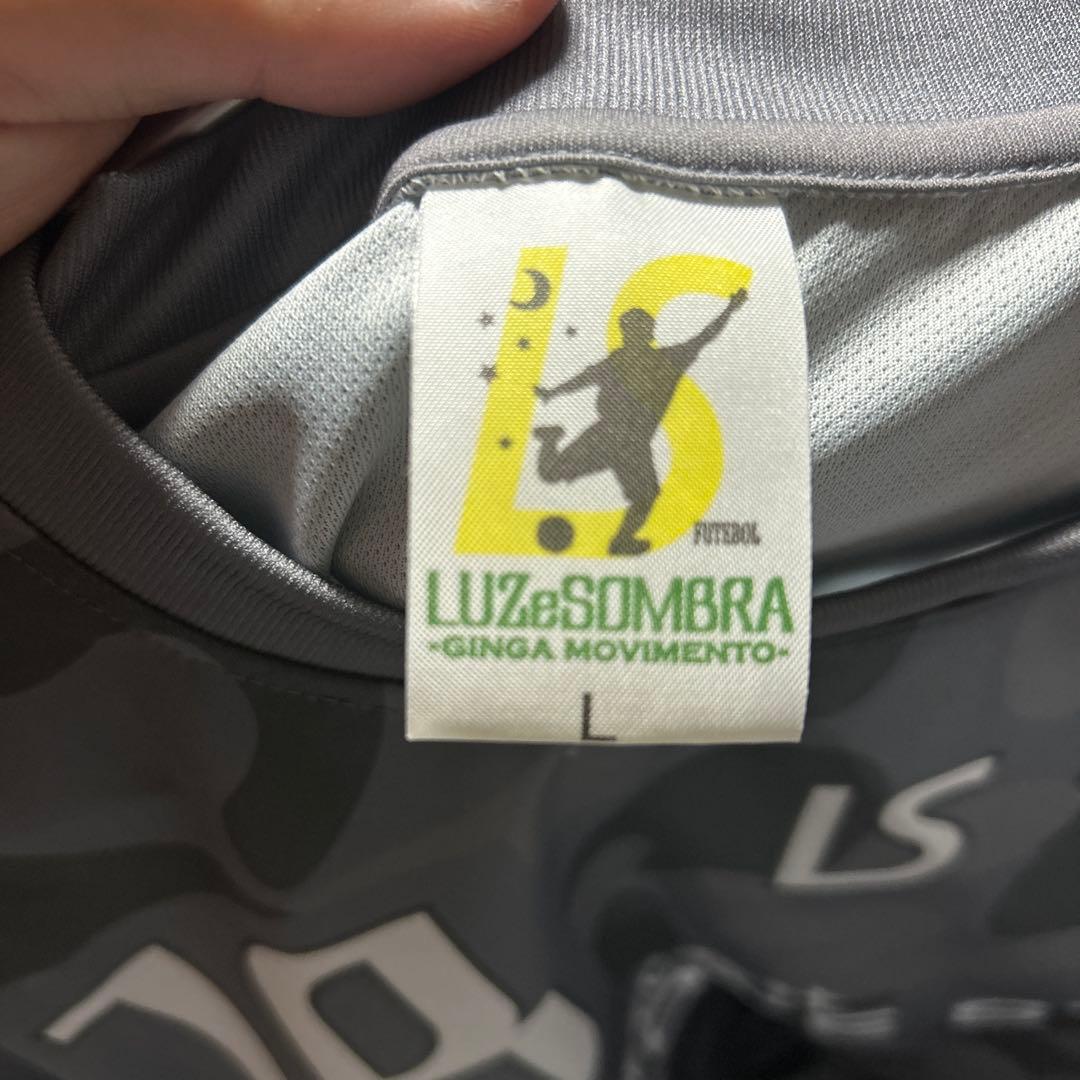 LS
FUTEBOL
LUZeSOMBRA
-GINGA MOVIMENTO-
L
LS